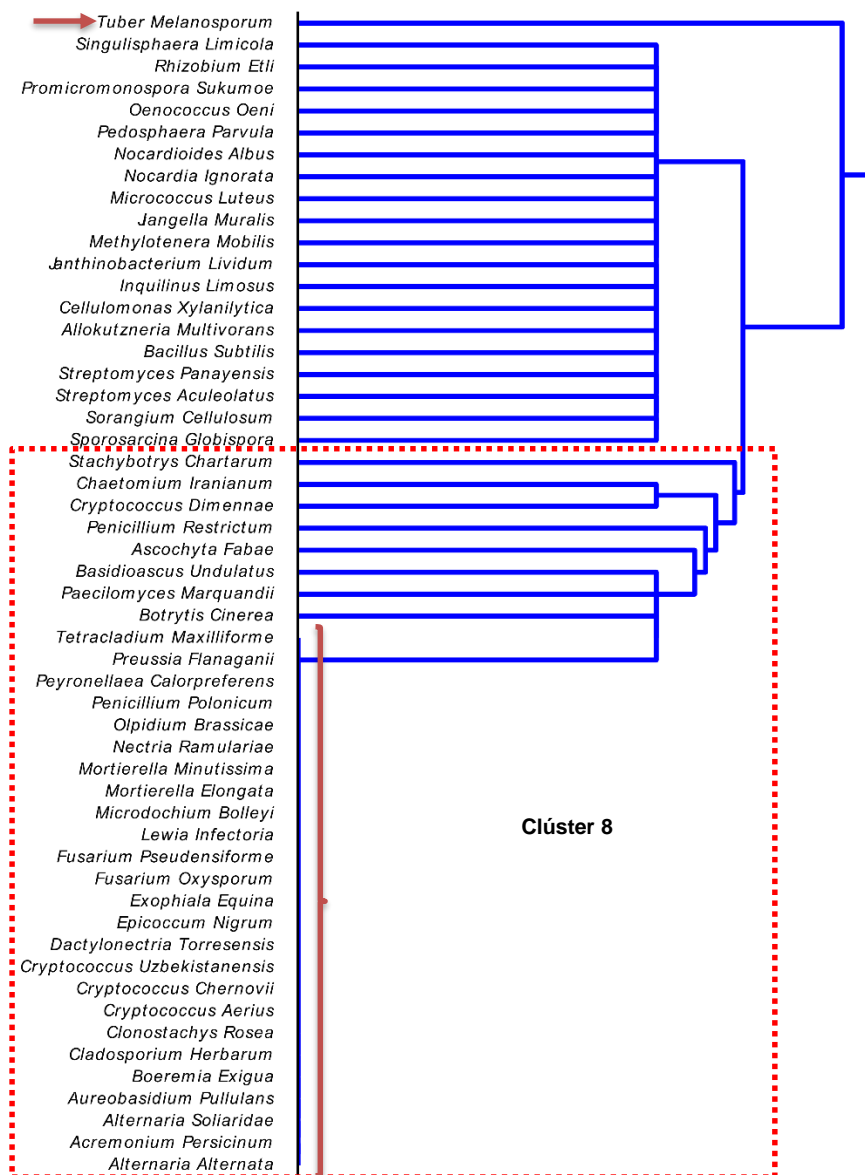 Tuber Melanosporum
Singulisphaera Limicola
Rhizobium Etli
Promicromonospora Sukumoe
Oenococcus Oeni
Pedosphaera Parvula
Nocardioides Albus
Nocardia Ignorata
Micrococcus Luteus
Jangella Muralis
Methylotenera Mobilis
Janthinobacterium Lividum
Inquilinus Limosus
Cellulomonas Xylanilytica
Allokutzneria Multivorans
Bacillus Subtilis
Streptomyces Panayensis
Streptomyces Aculeolatus
Sorangium Cellulosum
Sporosarcina Globispora
Stachybotrys Chartarum
Chaetomium Iranianum
Cryptococcus Dimennae
Penicillium Restrictum
Ascochyta Fabae
Basidioascus Undulatus
Paecilomyces Marquandii
Botrytis Cinerea
Tetracladium Maxilliforme
Preussia Flanaganii
Peyronellaea Calorpreferens
Penicillium Polonicum
Olpidium Brassicae
Nectria Ramulariae
Mortierella Minutissima
Mortierella Elongata
Microdochium Bolleyi
Clúster 8
Lewia Infectoria
Fusarium Pseudensiforme
Fusarium Oxysporum
Exophiala Equina
Epicoccum Nigrum
Dactylonectria Torresensis
Cryptococcus Uzbekistanensis
Cryptococcus Chernovii
Cryptococcus Aerius
Clonostachys Rosea
Cladosporium Herbarum
Boeremia Exigua
Aureobasidium Pullulans
Alternaria Soliaridae
Acremonium Persicinum
Alternaria Alternata